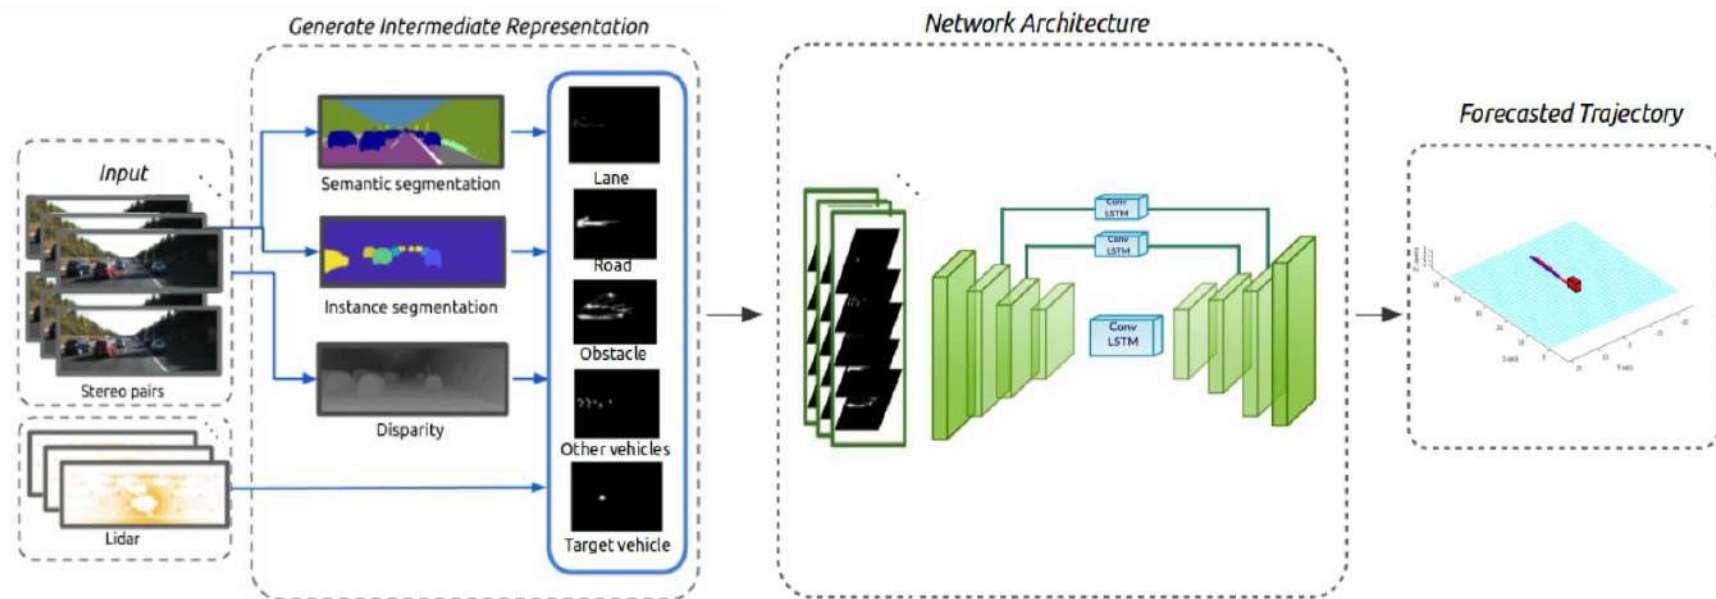 Generate Intermediate Representation
Network Architecture
Forecasted Trajectory
Input
Stereo pairs
Lidar
Semantic segmentation
Instance segmentation
Disparity
Lane
Road
Obstacle
Other vehicles
Target vehicle
Conv
LSTM
Conv
LSTM
Conv
LSTM